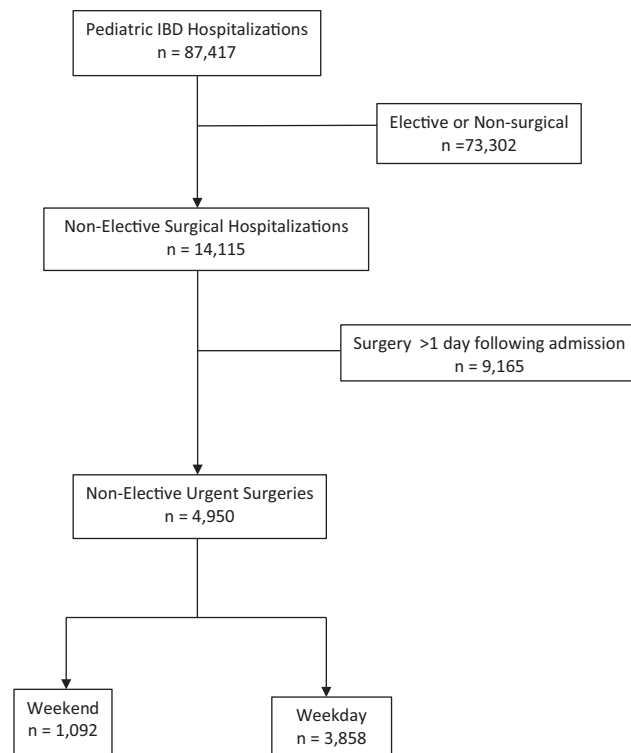 Pediatric IBD Hospitalizations
n = 87,417
Elective or Non-surgical
n =73,302
Non-Elective Surgical Hospitalizations
n = 14,115
Surgery  >1 day following admission
n = 9,165
Non-Elective Urgent Surgeries
n = 4,950
Weekend
n = 1,092
Weekday
n = 3,858